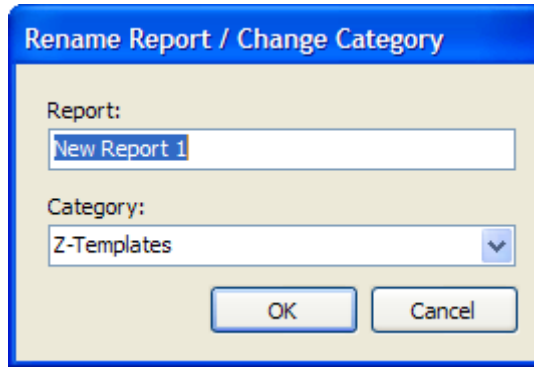 Rename Report / Change Category
Report:
New Report 1
Category:
Z-Templates
OK Cancel